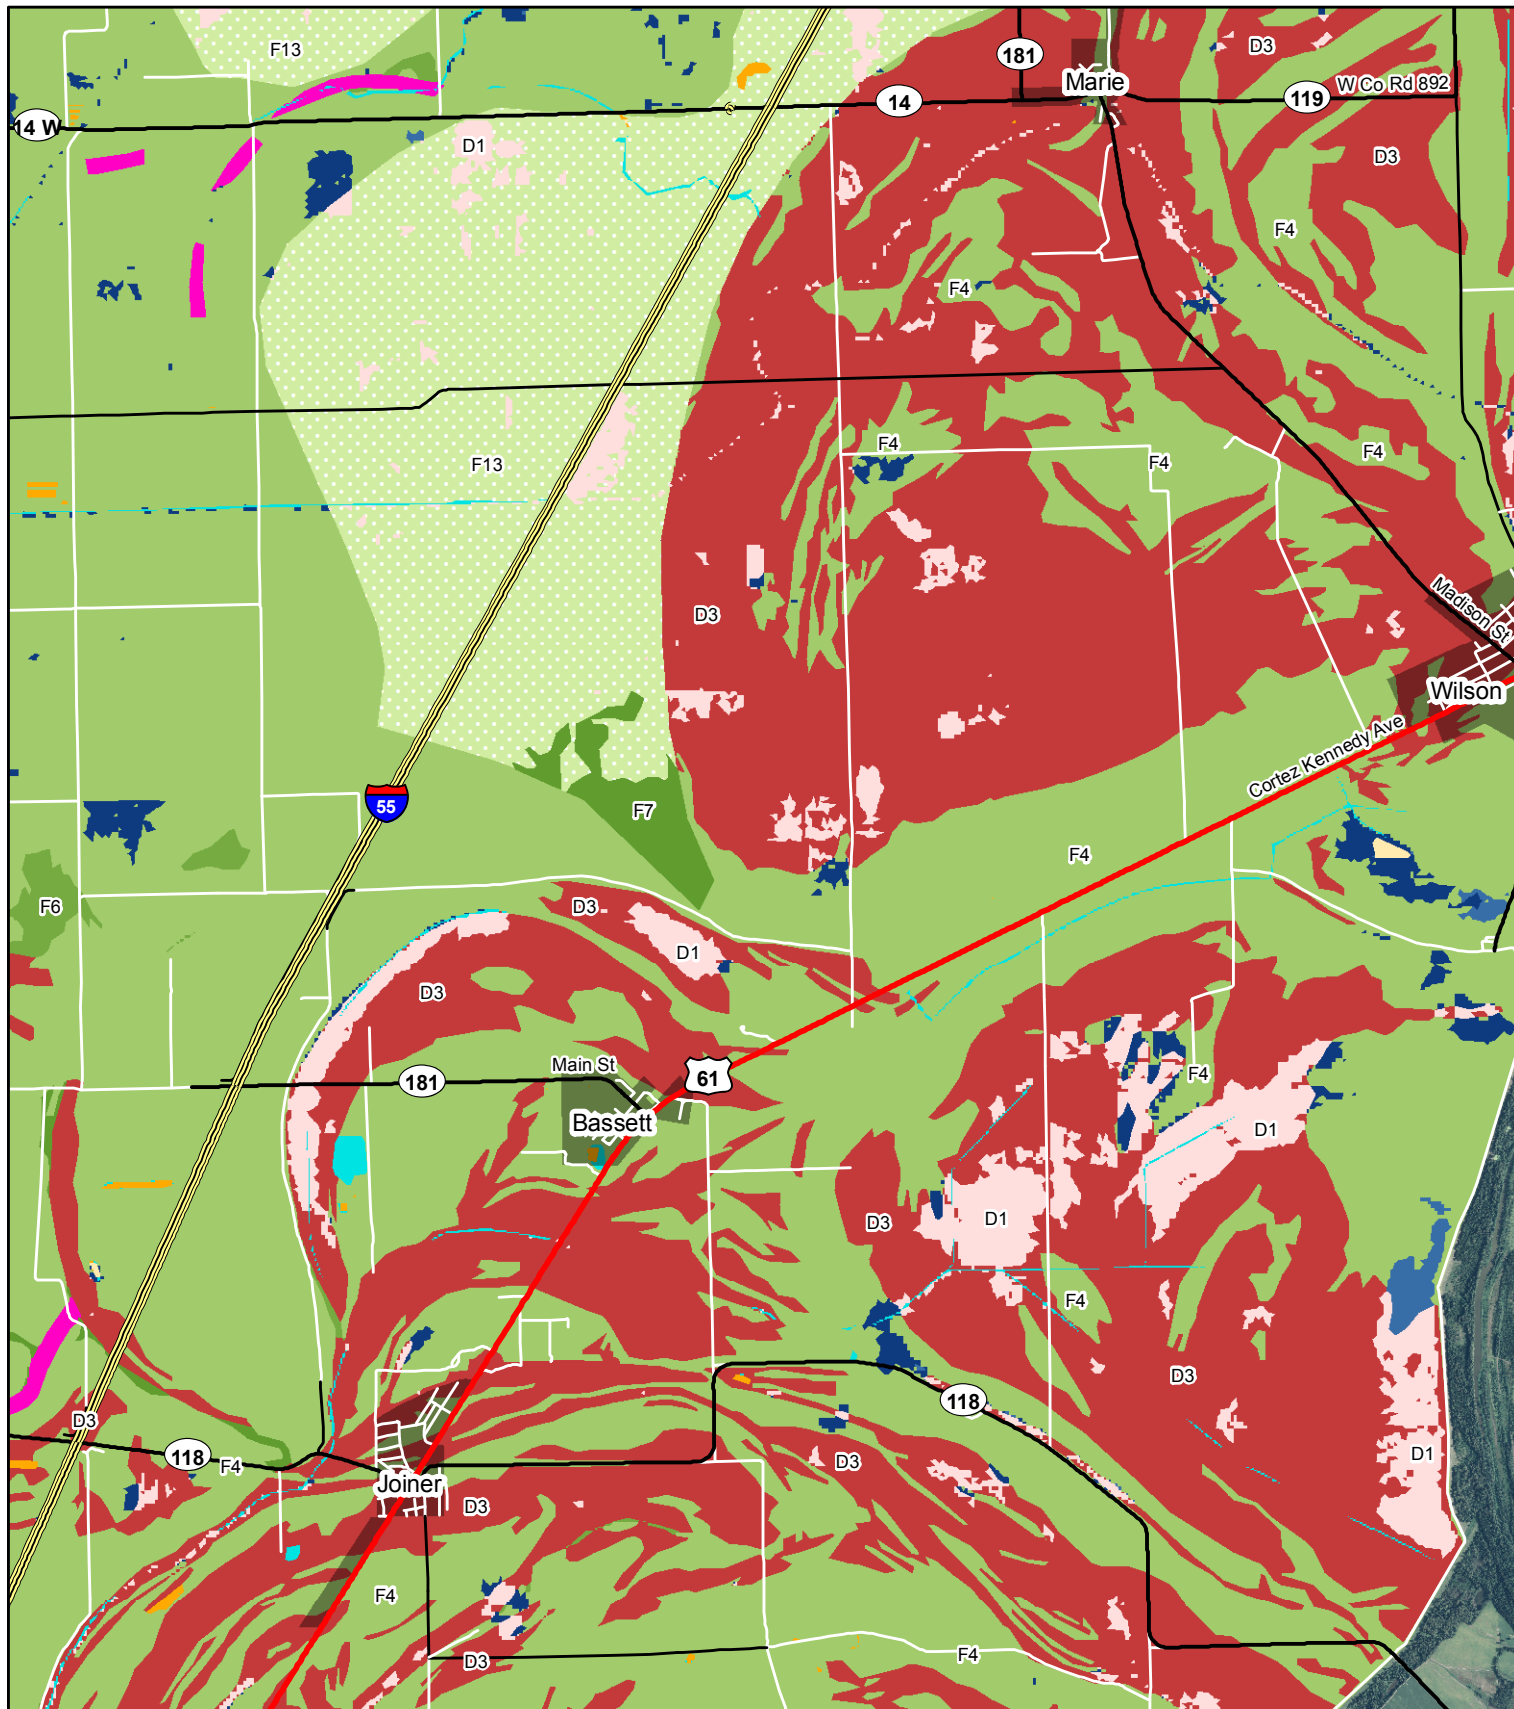 F13
181
D3
Marie
W Co Rd 892
14
119
14 W
D1
D3
F4
F4
F4
F4
F4
F13
Madison St
D3
Wilson
Cortez Kennedy Ave
55
F7
F4
F6
D3
D1
D3
Main St
61
F4
181
Bassett
D1
D3
D1
F4
D3
118
D3
118
F4
D3
D1
Joiner
D3
F4
F4
D3